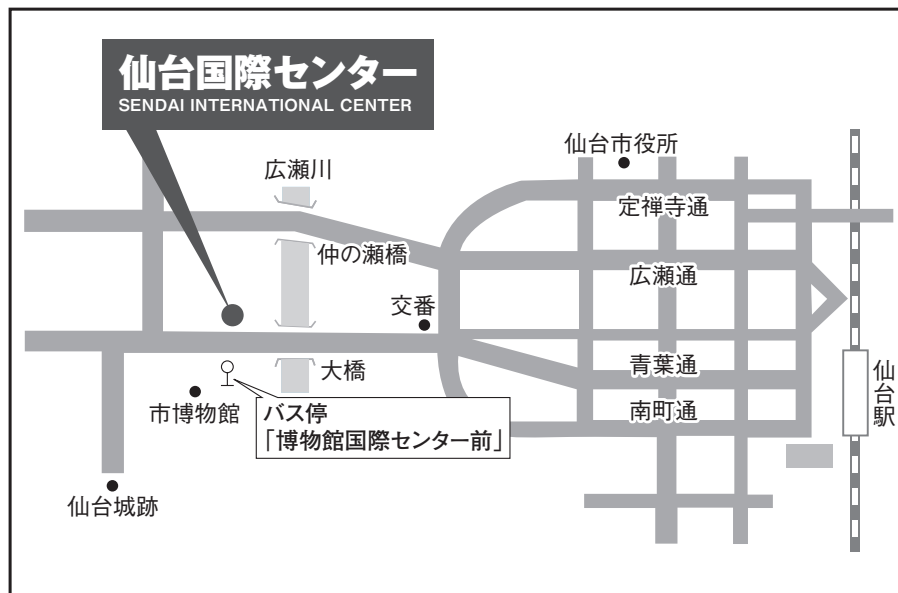 仙台国際センター
SENDAI INTERNATIONAL CENTER
仙台市役所
広瀬川
定禅寺通
仲の瀬橋
広瀬通
交番
青葉通
大橋
仙台駅
市博物館
バス停
「博物館国際センター前」
南町通
仙台城跡